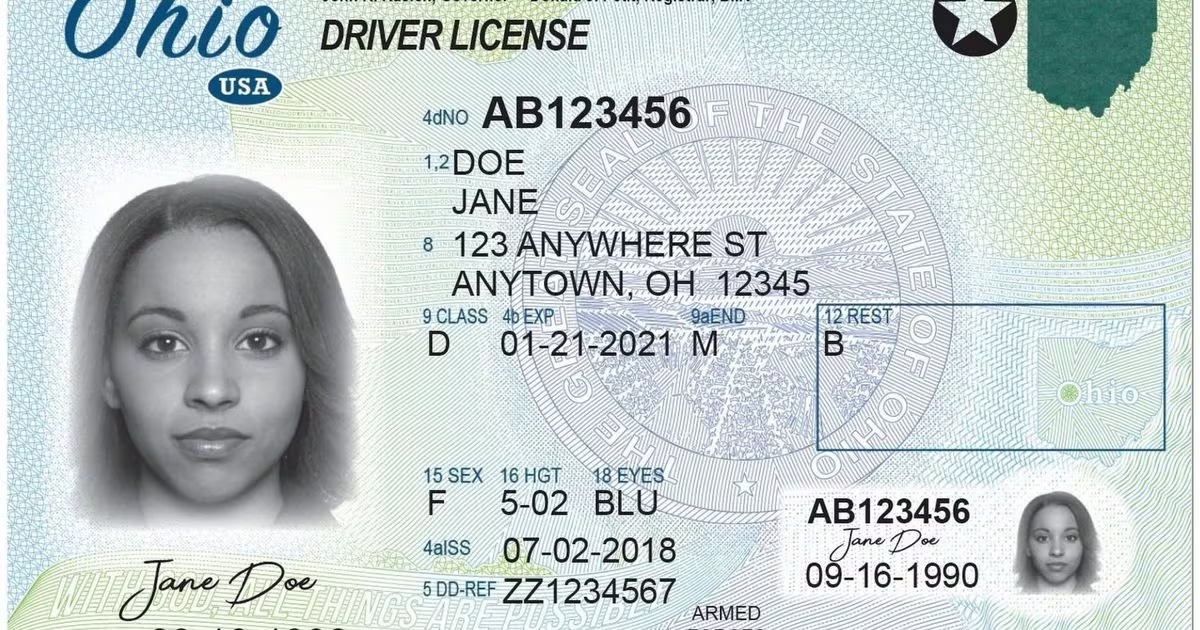 Ohio
USA
DRIVER LICENSE
4dNO AB123456
1,2 DOE
JANE
8 123 ANYWHERE ST
ANYTOWN, OH 12345
9 CLASS 4b EXP 9aEND 12 REST
D 01-21-2021 M B
Ohio
15 SEX 16 HGT 18 EYES
F 5-02 BLU
4aISS 07-02-2018
5 DD-REF ZZ1234567
AB123456
Jane Doe
09-16-1990
Jane Doe
WITH GOD, ALL THINGS ARE POSSIBLE
ARMED
THE GREAT SEAL OF THE STATE OF OHIO